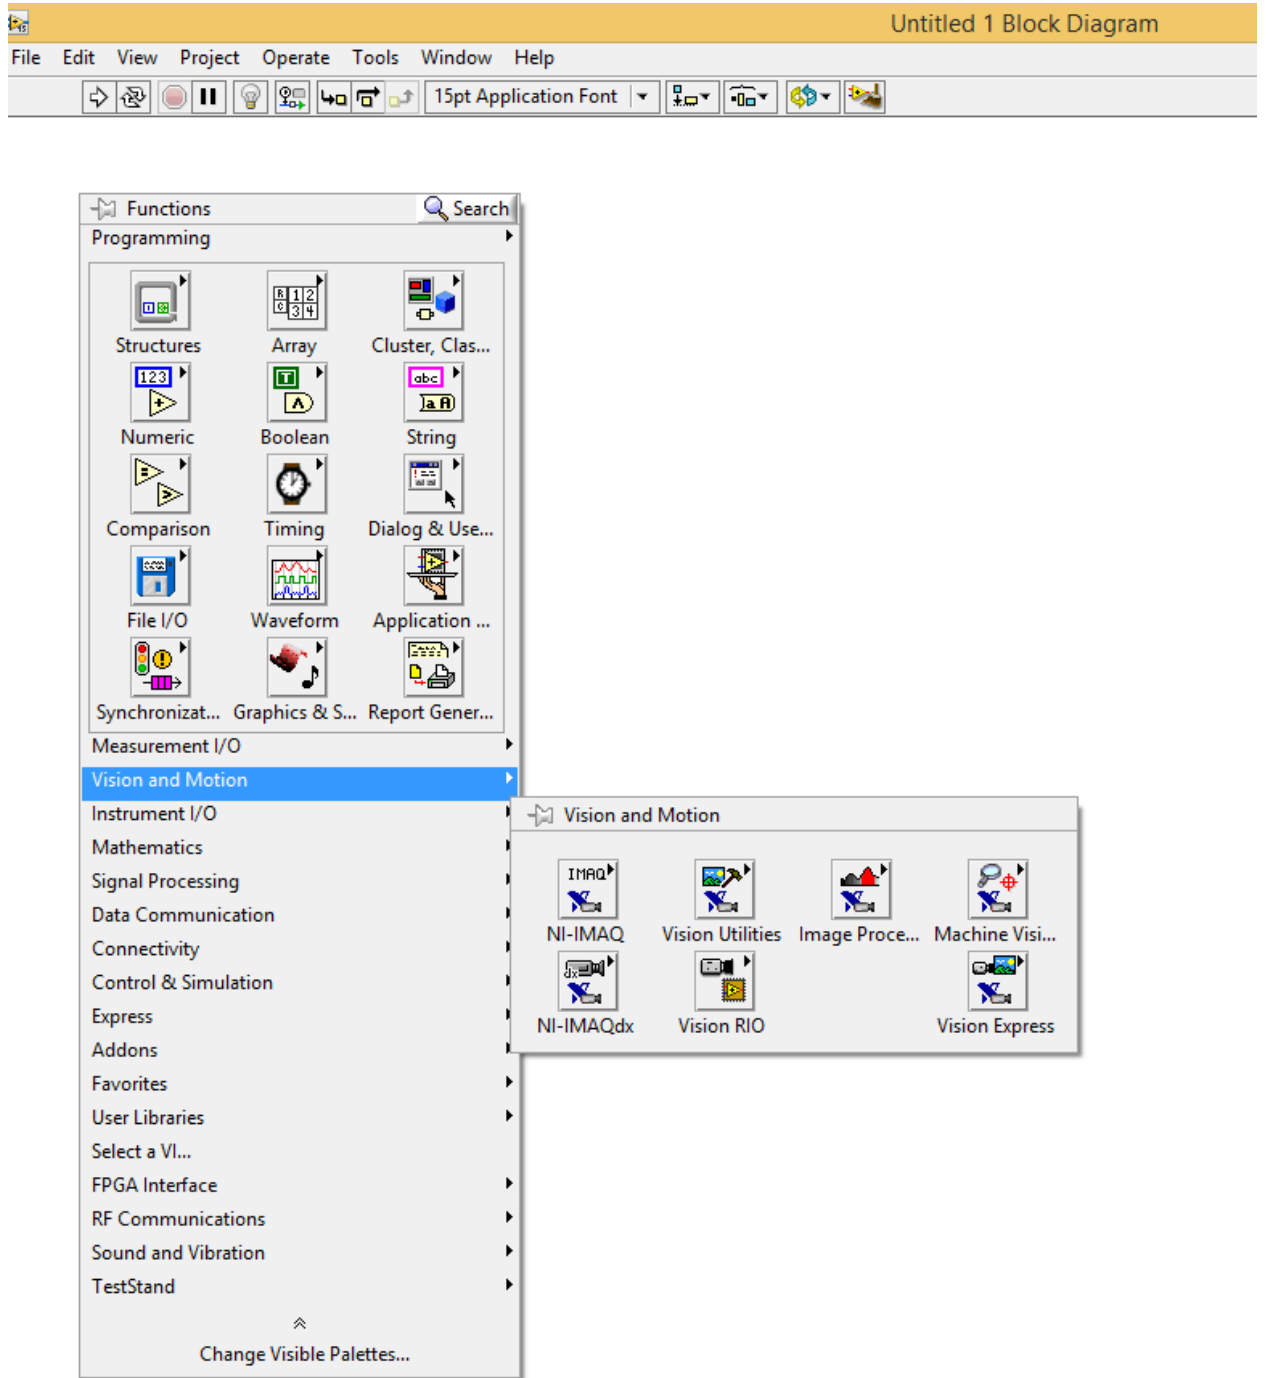 Untitled 1 Block Diagram
File Edit View Project Operate Tools Window Help
15pt Application Font
Functions Search
Programming
Structures Array Cluster, Clas...
Numeric Boolean String
Comparison Timing Dialog & Use...
File I/O Waveform Application ...
Synchronizat... Graphics & S... Report Gener...
Measurement I/O
Vision and Motion
Instrument I/O
Mathematics
Signal Processing
Data Communication
Connectivity
Control & Simulation
Express
Addons
Favorites
User Libraries
Select a VI...
FPGA Interface
RF Communications
Sound and Vibration
TestStand
Change Visible Palettes...
Vision and Motion
IMAQ
NI-IMAQ Vision Utilities Image Proce... Machine Visi...
NI-IMAQdx Vision RIO Vision Express